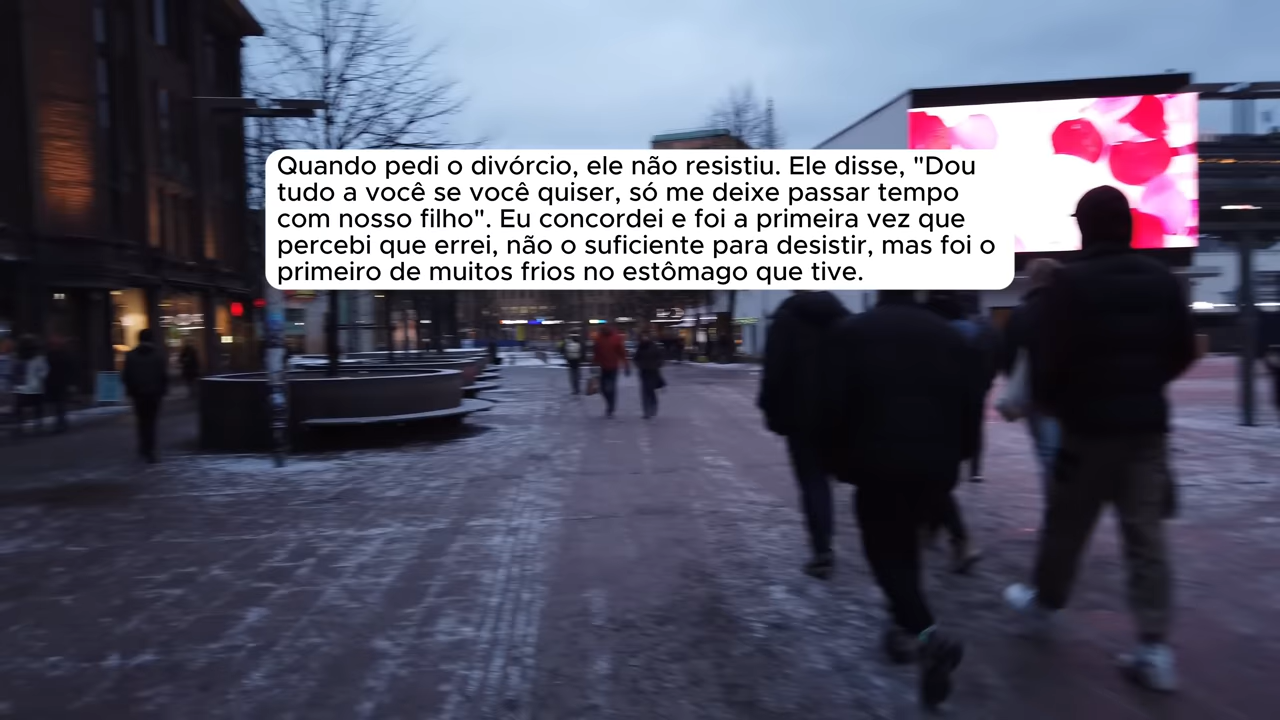 Quando pedi o divórcio, ele não resistiu. Ele disse, "Dou
tudo a você se você quiser, só me deixe passar tempo
com nosso filho". Eu concordei e foi a primeira vez que
percebi que errei, não o suficiente para desistir, mas foi o
primeiro de muitos frios no estômago que tive.